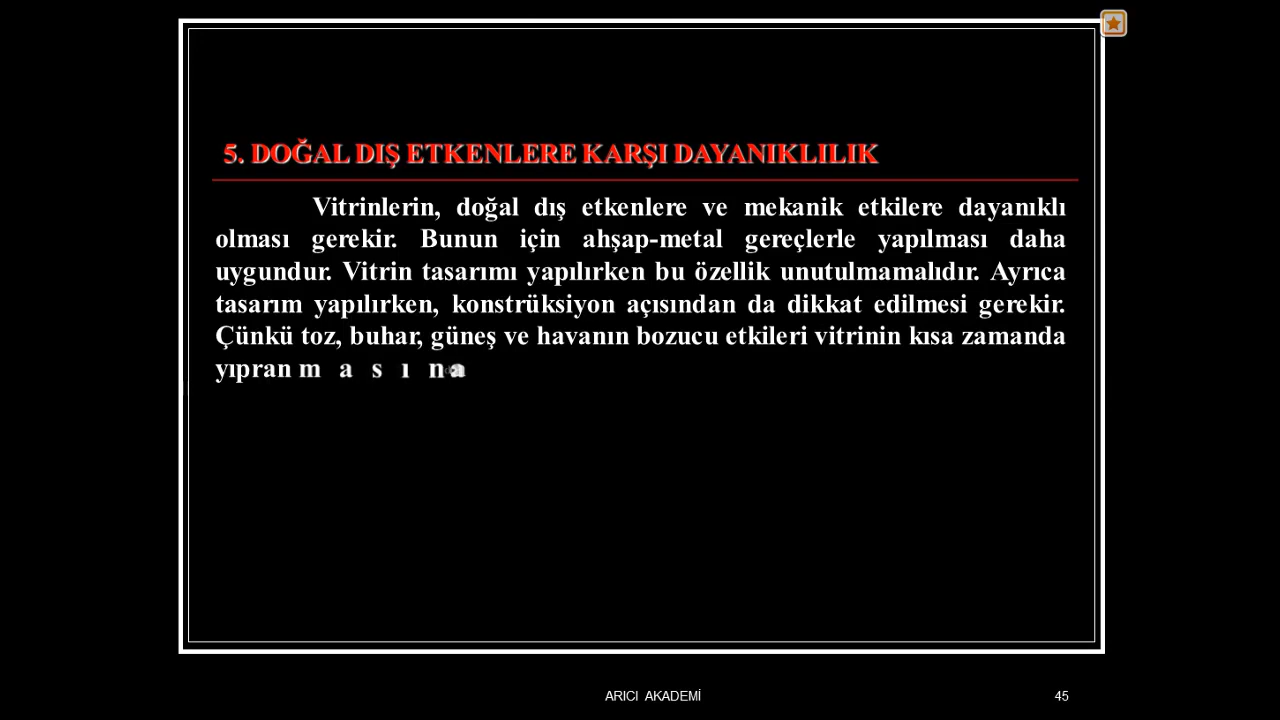 5. DOĞAL DIŞ ETKENLERE KARŞI DAYANIKLILIK
Vitrinlerin, doğal dış etkenlere ve mekanik etkilere dayanıklı
olması gerekir. Bunun için ahşap-metal gereçlerle yapılması daha
uygundur. Vitrin tasarımı yapılırken bu özellik unutulmamalıdır. Ayrıca
tasarım yapılırken, konstrüksiyon açısından da dikkat edilmesi gerekir.
Çünkü toz, buhar, güneş ve havanın bozucu etkileri vitrinin kısa zamanda
yıpranmasına
ARICI AKADEMİ
45